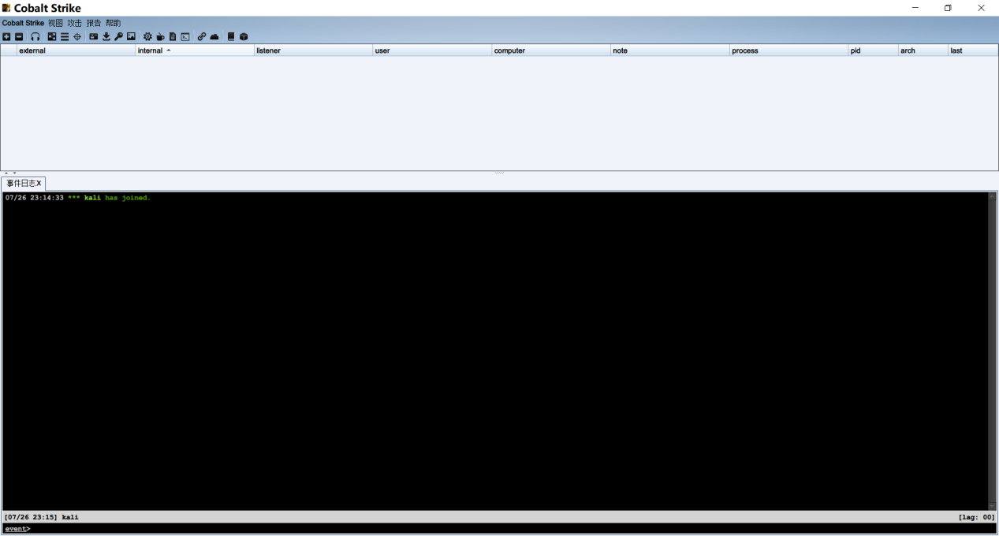 Cobalt Strike
Cobalt Strike 视图 攻击 报告 帮助
external internal listener user computer note process pid arch last
事件日志X
07/26 23:14:33 *** kali has joined.
[07/26 23:15] kali [lag: 00]
event>